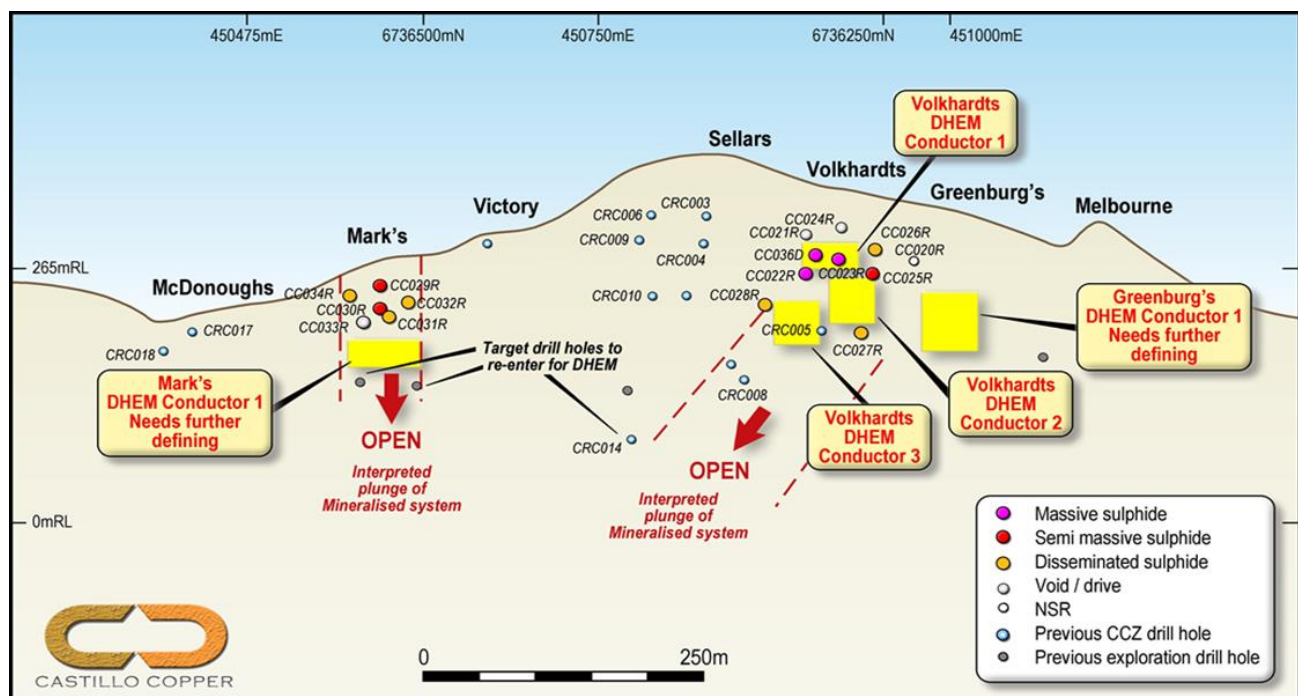 450475mE
6736500mN
450750mE
6736250mN
451000mE
Volkhardts
DHEM
Conductor 1
Sellars
Volkhardts
Greenburg's
Melbourne
Victory
Mark's
McDonoughs
265mRL
0mRL
CRC006
CRC003
CRC009
CRC004
CRC010
CC024R
CC021R
CC026R
CC036D
CC020R
CC022R
CC023R
CC025R
CC028R
CRC005
CC027R
CC029R
CC034R
CC032R
CC030R
CC031R
CC033R
CRC017
CRC018
CRC008
CRC014
Target drill holes to
re-enter for DHEM
Mark's
DHEM Conductor 1
Needs further
defining
Greenburg's
DHEM Conductor 1
Needs further
defining
Volkhardts
DHEM
Conductor 2
Volkhardts
DHEM
Conductor 3
OPEN
Interpreted
plunge of
Mineralised system
OPEN
Interpreted
plunge of
Mineralised system
Massive sulphide
Semi massive sulphide
Disseminated sulphide
Void / drive
NSR
Previous CCZ drill hole
Previous exploration drill hole
CASTILLO COPPER
0
250m